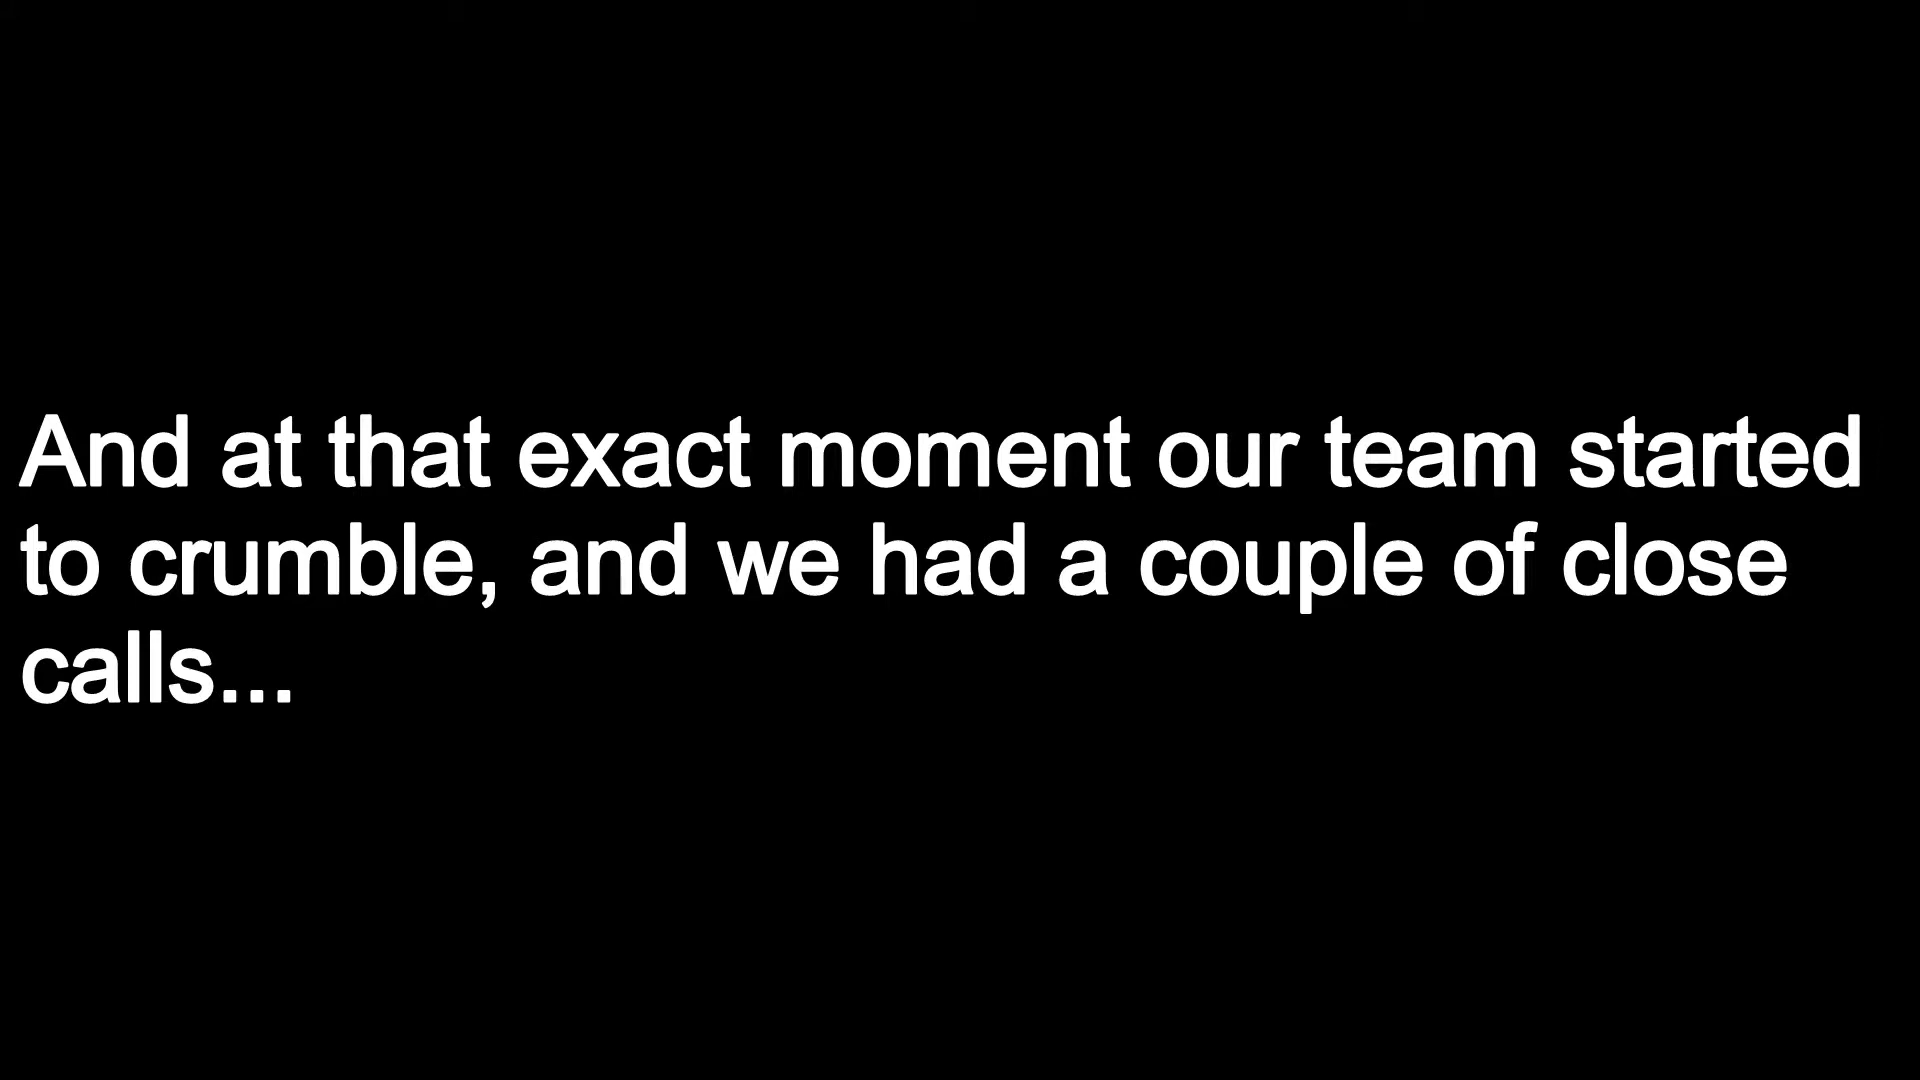 And at that exact moment our team started
to crumble, and we had a couple of close
calls...